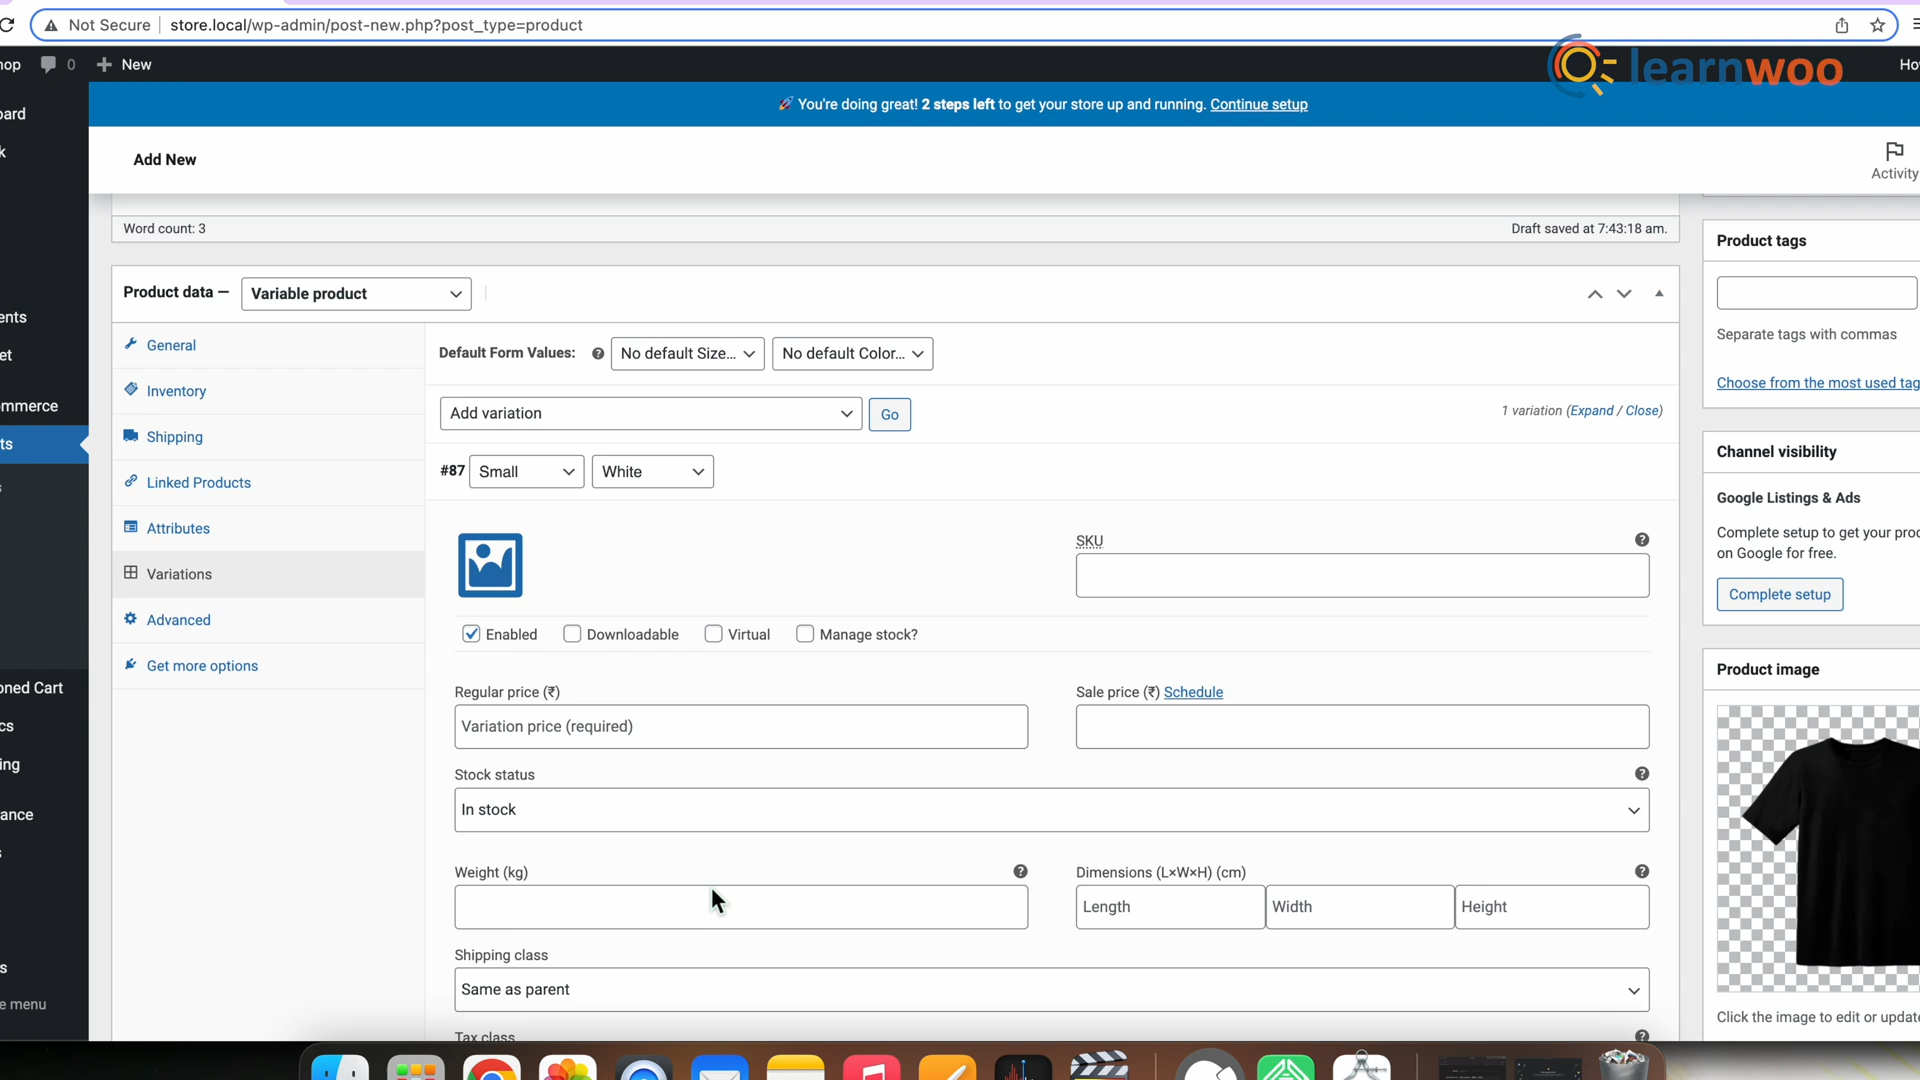 Not Secure store.local/wp-admin/post-new.php?post_type=product
hop 0 New Ho
learnwoo
You're doing great! 2 steps left to get your store up and running. Continue setup
Add New
Activity
Word count: 3 Draft saved at 7:43:18 am.
Product data — Variable product
General
Inventory
Shipping
Linked Products
Attributes
Variations
Advanced
Get more options
Default Form Values: No default Size... No default Color...
Add variation Go 1 variation (Expand / Close)
#87 Small White
SKU
Enabled Downloadable Virtual Manage stock?
Regular price (₹) Sale price (₹) Schedule
Variation price (required)
Stock status
In stock
Weight (kg) Dimensions (L×W×H) (cm)
Length Width Height
Shipping class
Same as parent
Tax class
Product tags
Separate tags with commas
Choose from the most used tag
Channel visibility
Google Listings & Ads
Complete setup to get your proc
on Google for free.
Complete setup
Product image
Click the image to edit or update
oard
k
ents
et
mmerce
ts
s
oned Cart
cs
ing
ance
s
s
e menu